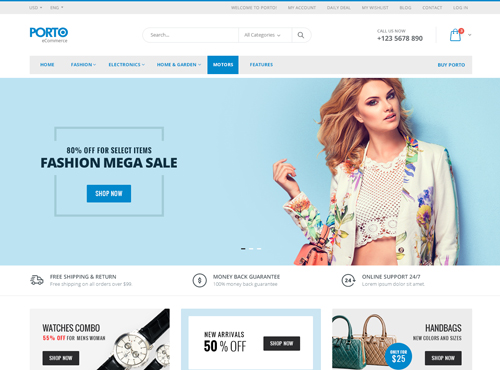 USD ENG WELCOME TO PORTO! MY ACCOUNT DAILY DEAL MY WISHLIST BLOG CONTACT LOG IN
PORTO
eCommerce
Search... All Categories
CALL US NOW
+123 5678 890
HOME FASHION ELECTRONICS HOME & GARDEN MOTORS FEATURES BUY PORTO
80% OFF FOR SELECT ITEMS
FASHION MEGA SALE
SHOP NOW
FREE SHIPPING & RETURN
Free shipping on all orders over $99.
MONEY BACK GUARANTEE
100% money back guarantee
$
24
ONLINE SUPPORT 24/7
Lorem ipsum dolor sit amet.
WATCHES COMBO
55% OFF FOR MENS WOMAN
SHOP NOW
NEW ARRIVALS
50 % OFF
SHOP NOW
HANDBAGS
NEW COLORS AND SIZES
ONLY FOR
$25
SHOP NOW